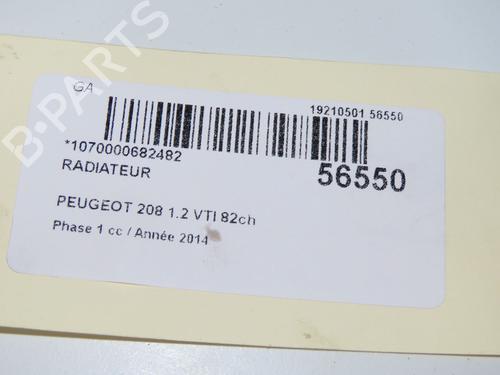 B-PARTS
GA
19210501 56550
*1070000682482
56550
RADIATEUR
PEUGEOT 208 1.2 VTI 82ch
Phase 1 cc / Année 2014